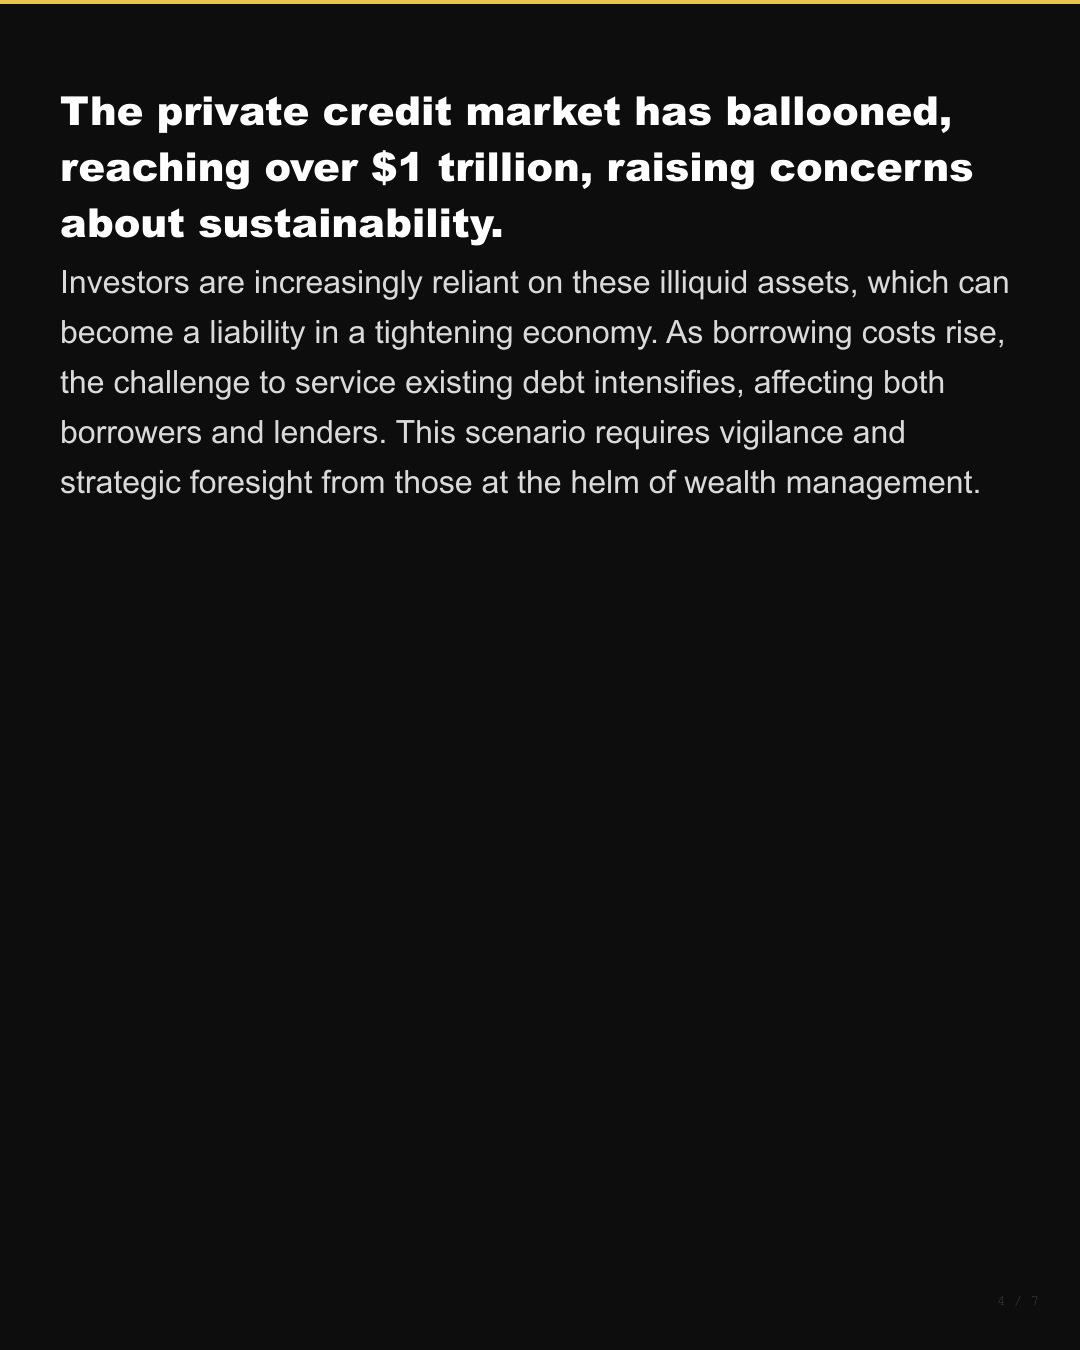 The private credit market has ballooned,
reaching over $1 trillion, raising concerns
about sustainability.
Investors are increasingly reliant on these illiquid assets, which can
become a liability in a tightening economy. As borrowing costs rise,
the challenge to service existing debt intensifies, affecting both
borrowers and lenders. This scenario requires vigilance and
strategic foresight from those at the helm of wealth management.
4 / 7